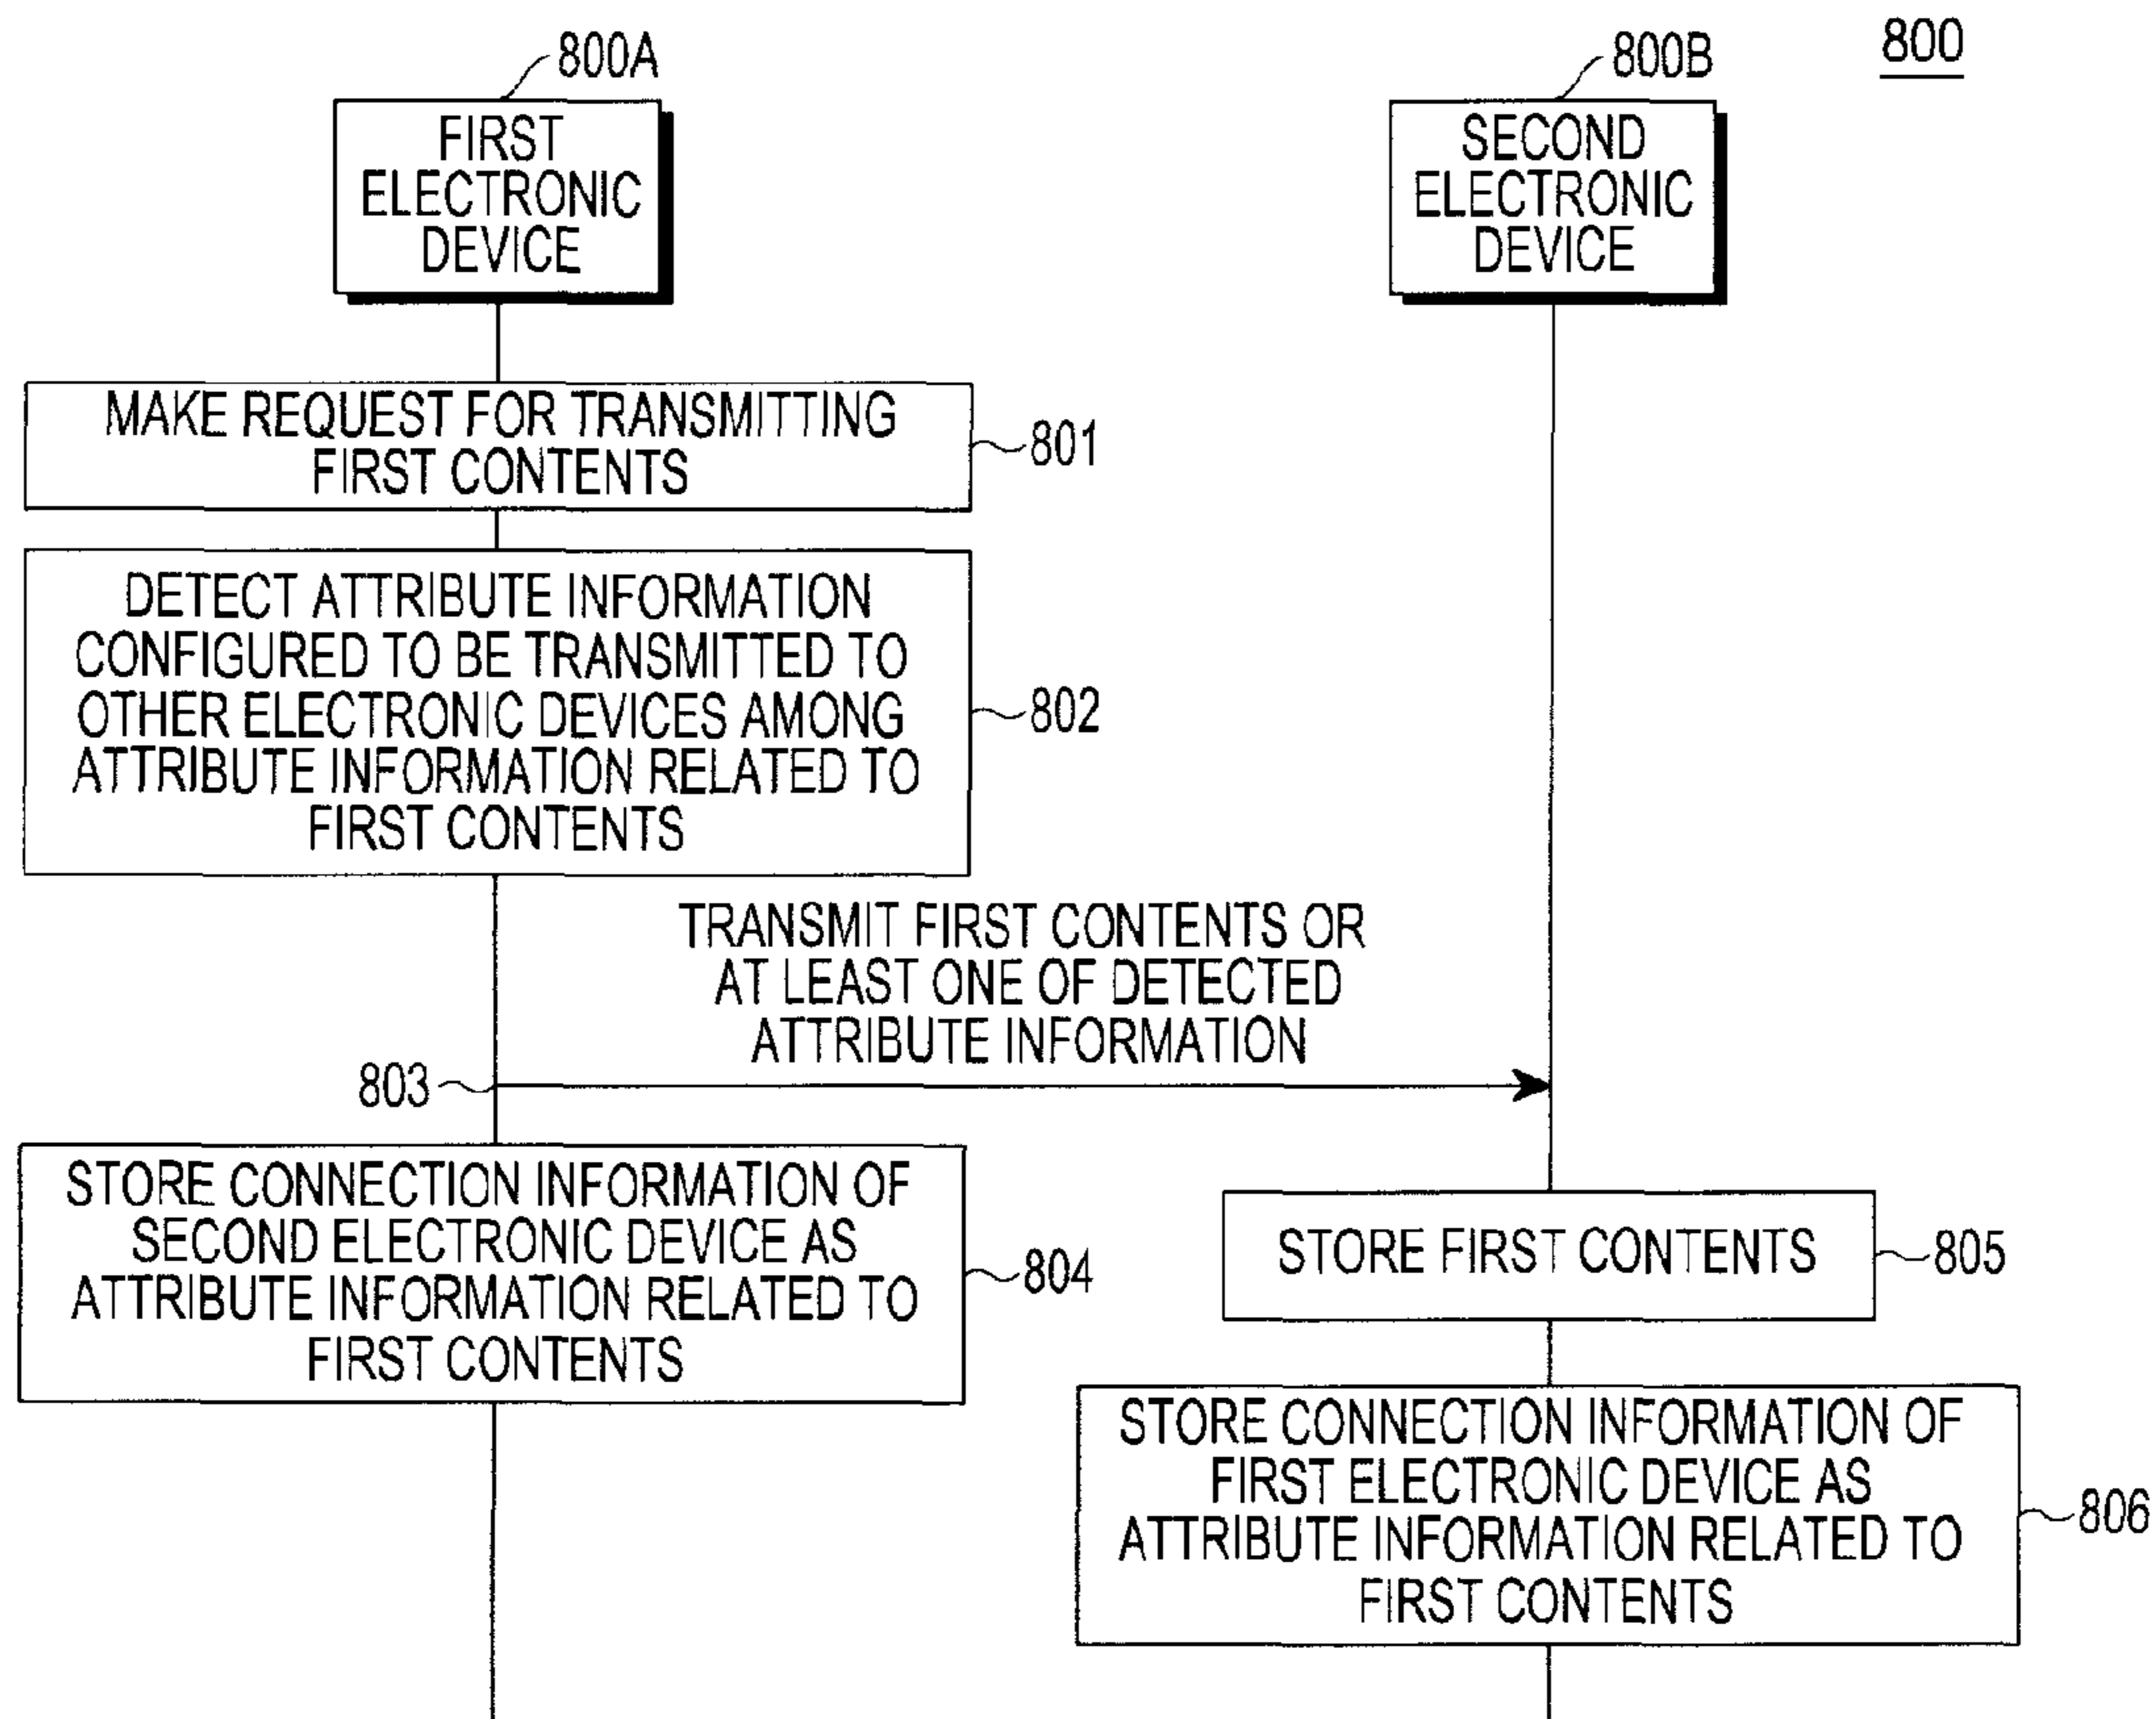 800
800A
800B
FIRST
ELECTRONIC
DEVICE
SECOND
ELECTRONIC
DEVICE
MAKE REQUEST FOR TRANSMITTING
FIRST CONTENTS
801
DETECT ATTRIBUTE INFORMATION
CONFIGURED TO BE TRANSMITTED TO
OTHER ELECTRONIC DEVICES AMONG
ATTRIBUTE INFORMATION RELATED TO
FIRST CONTENTS
802
TRANSMIT FIRST CONTENTS OR
AT LEAST ONE OF DETECTED
ATTRIBUTE INFORMATION
803
STORE CONNECTION INFORMATION OF
SECOND ELECTRONIC DEVICE AS
ATTRIBUTE INFORMATION RELATED TO
FIRST CONTENTS
804
STORE FIRST CONTENTS
805
STORE CONNECTION INFORMATION OF
FIRST ELECTRONIC DEVICE AS
ATTRIBUTE INFORMATION RELATED TO
FIRST CONTENTS
806